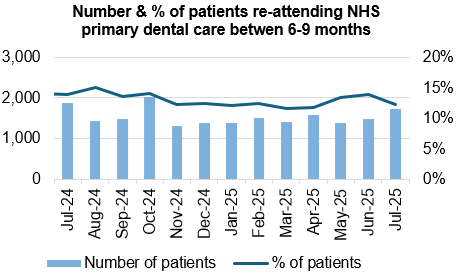 Number & % of patients re-attending NHS
primary dental care betwen 6-9 months
3,000
2,000
1,000
0
20%
15%
10%
5%
0%
Jul-24
Aug-24
Sep-24
Oct-24
Nov-24
Dec-24
Jan-25
Feb-25
Mar-25
Apr-25
May-25
Jun-25
Jul-25
Number of patients
% of patients